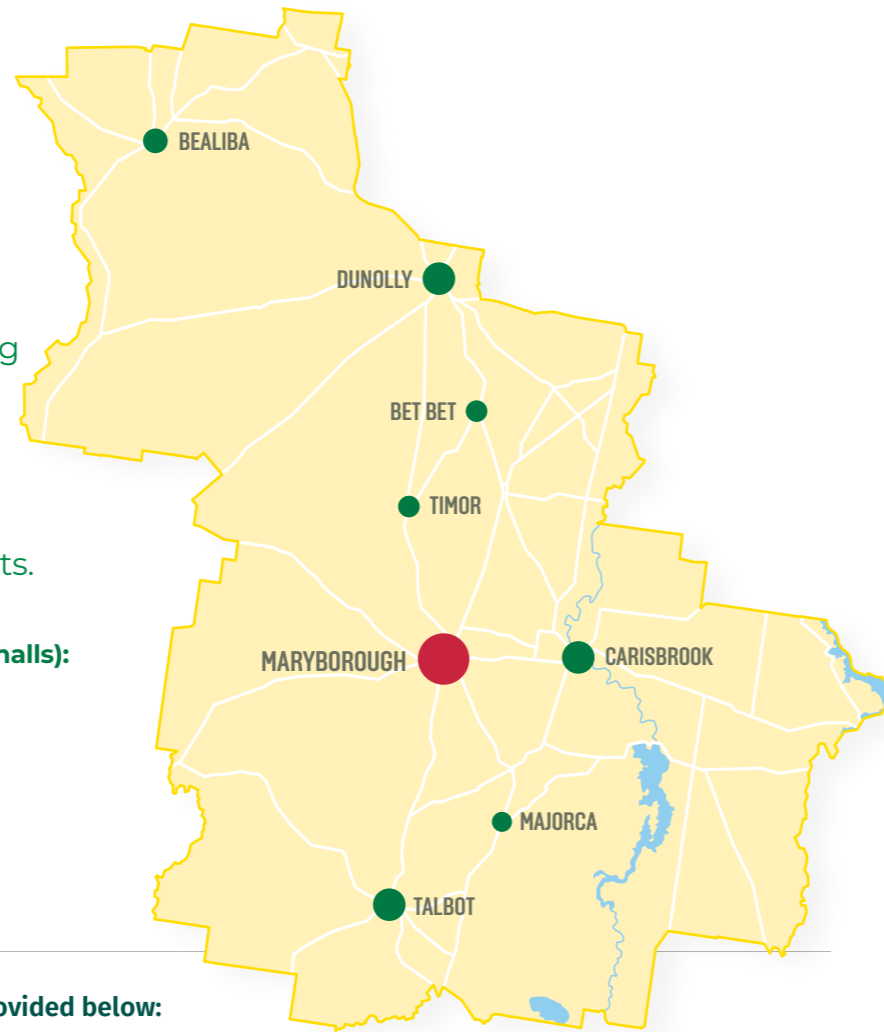 BEALIBA
DUNOLLY
g
BET BET
TIMOR
ts.
halls):
MARYBOROUGH
CARISBROOK
MAJORCA
TALBOT
ovided below: